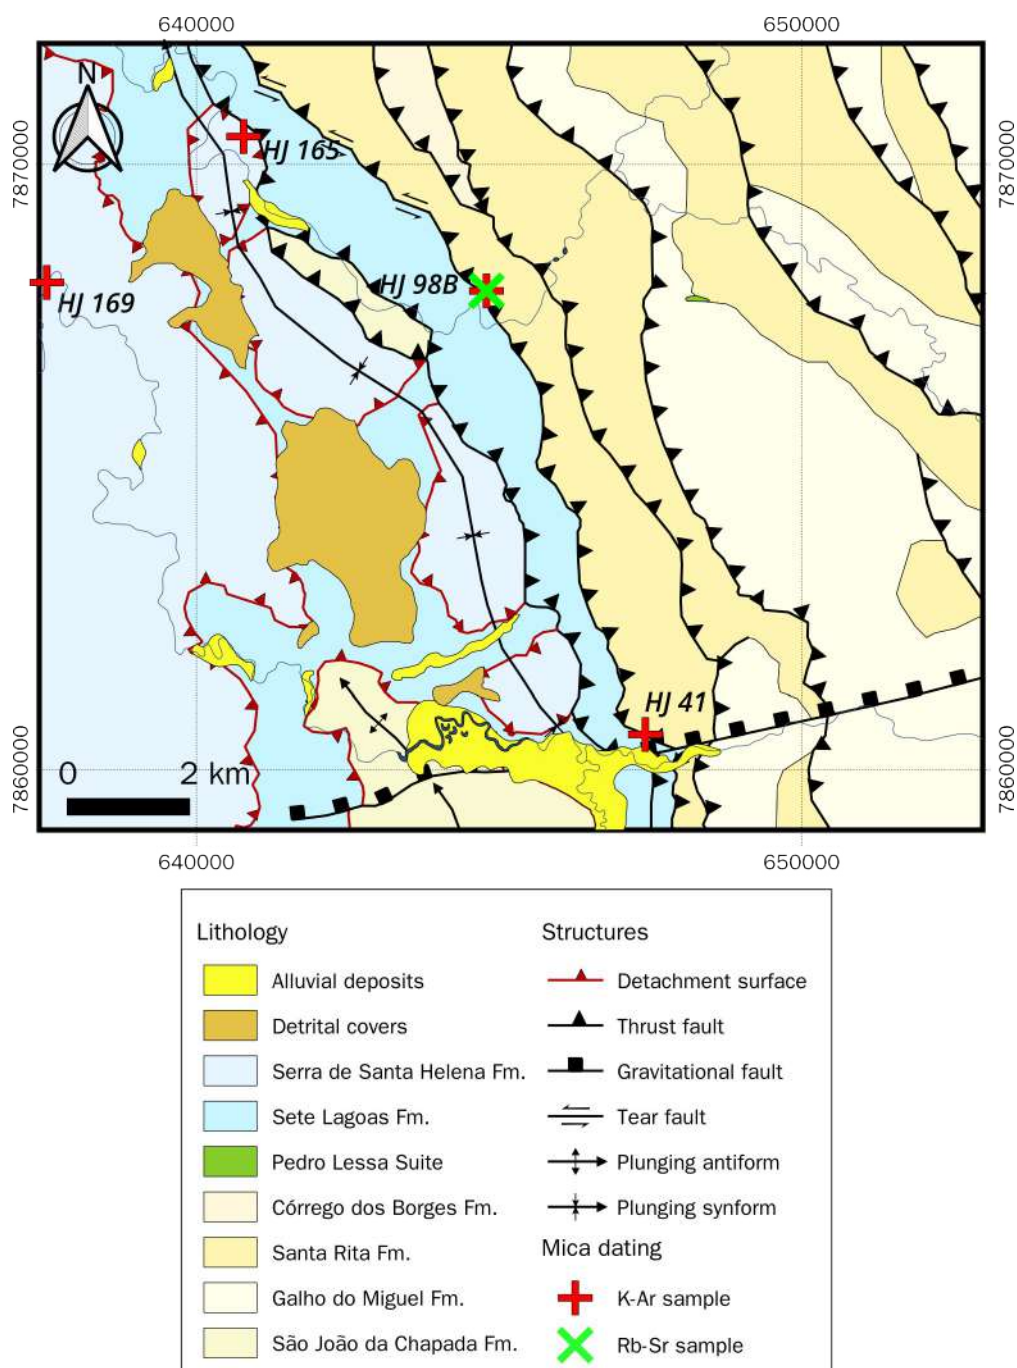 640000
650000
N
7870000
7870000
HJ 165
HJ 98B
HJ 169
HJ 41
0
2 km
7860000
7860000
640000
650000
Lithology
Alluvial deposits
Detrital covers
Serra de Santa Helena Fm.
Sete Lagoas Fm.
Pedro Lessa Suite
Córrego dos Borges Fm.
Santa Rita Fm.
Galho do Miguel Fm.
São João da Chapada Fm.
Structures
Detachment surface
Thrust fault
Gravitational fault
Tear fault
Plunging antiform
Plunging synform
Mica dating
K-Ar sample
Rb-Sr sample